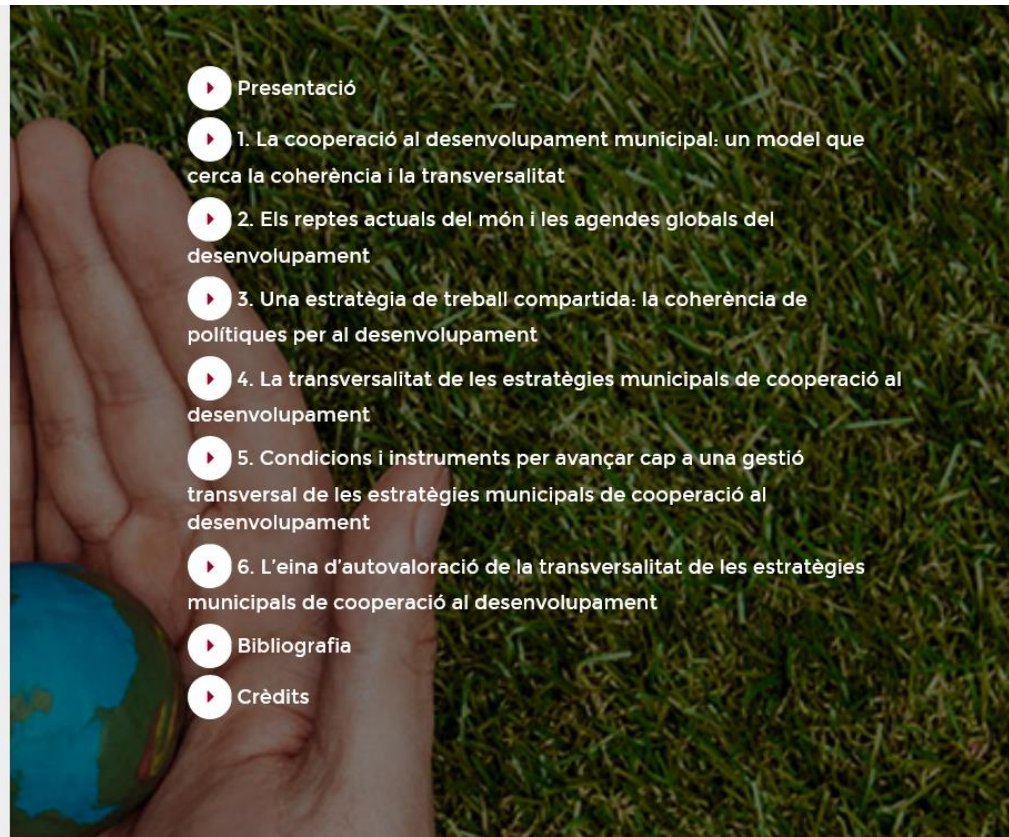 Presentació
1. La cooperació al desenvolupament municipal: un model que
cerca la coherència i la transversalitat
2. Els reptes actuals del món i les agendes globals del
desenvolupament
3. Una estratègia de treball compartida: la coherència de
polítiques per al desenvolupament
4. La transversalitat de les estratègies municipals de cooperació al
desenvolupament
5. Condicions i instruments per avançar cap a una gestió
transversal de les estratègies municipals de cooperació al
desenvolupament
6. L'eina d'autovaloració de la transversalitat de les estratègies
municipals de cooperació al desenvolupament
Bibliografia
Crèdits